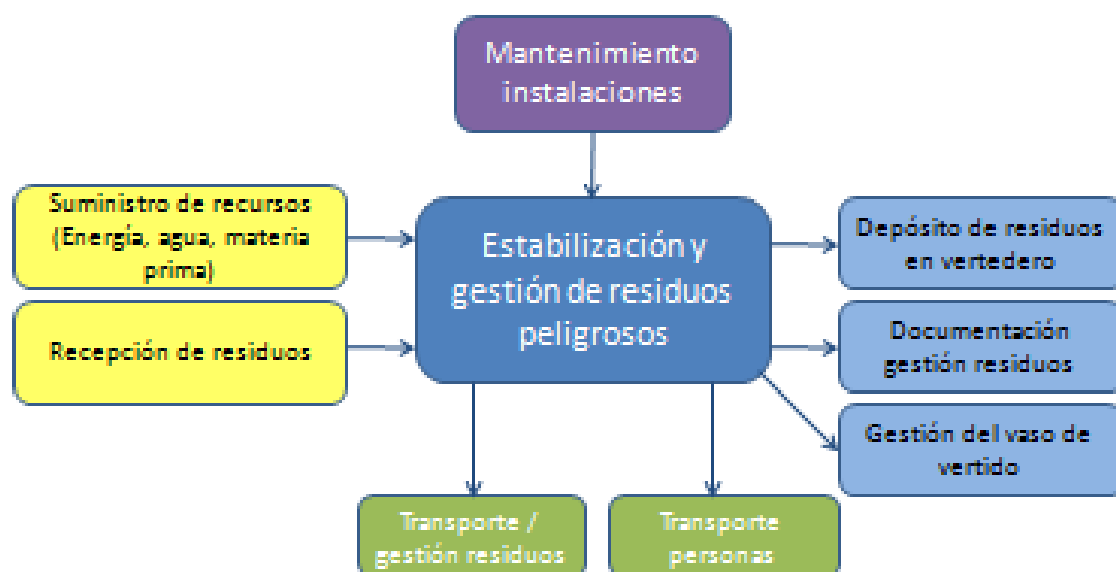 Mantenimiento
instalaciones
Suministro de recursos
(Energía, agua, materia
prima)
Recepción de residuos
Estabilización y
gestión de residuos
peligrosos
Depósito de residuos
en vertedero
Documentación
gestión residuos
Gestión del vaso de
vertido
Transporte /
gestión residuos
Transporte
personas